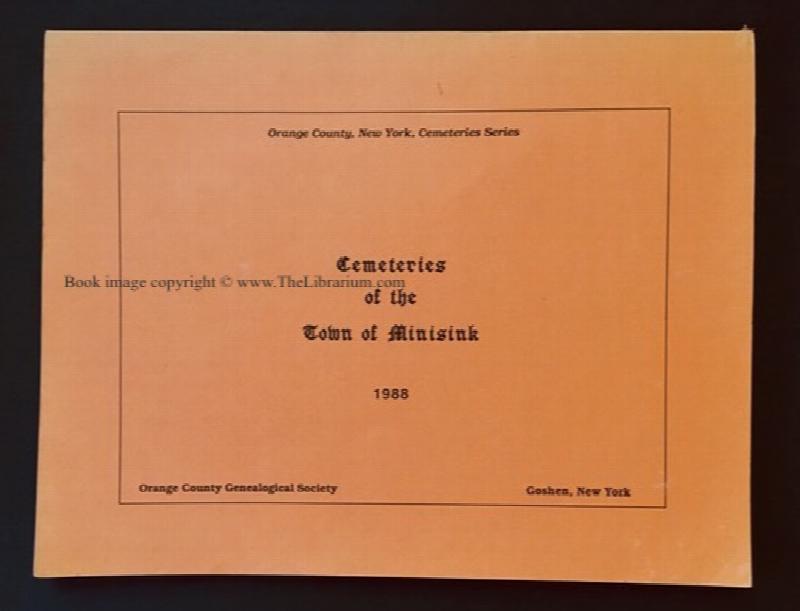 Orange County, New York, Cemeteries Series
Cemeteries
Book image copyright © www.TheLibrarium.com
of the
Town of Minisink
1988
Orange County Genealogical Society
Goshen, New York